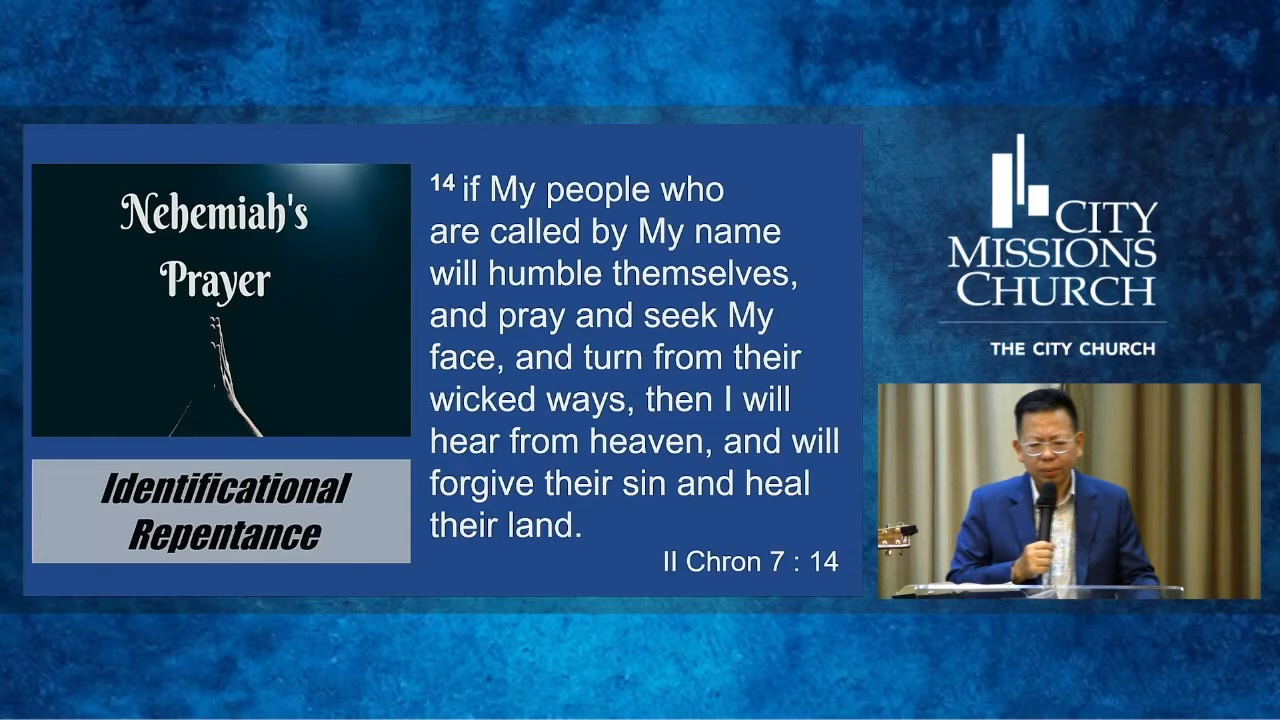 Nehemiah's
Prayer
Identificational
Repentance
14 if My people who
are called by My name
will humble themselves,
and pray and seek My
face, and turn from their
wicked ways, then I will
hear from heaven, and will
forgive their sin and heal
their land.
II Chron 7 : 14
CITY
MISSIONS
CHURCH
THE CITY CHURCH